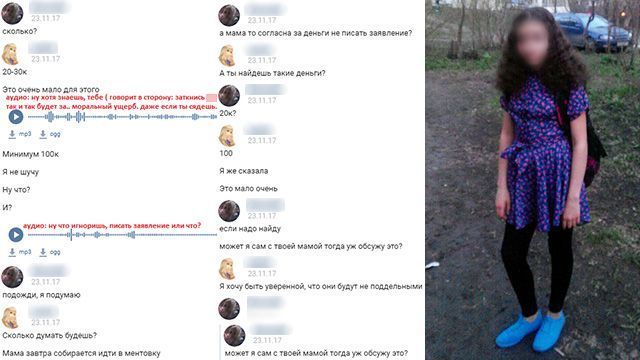 23.11.17
сколько?
20-30к
Это очень мало для этого
аудио: ну хотя знаешь, тебе ( говорит в сторону: заткнись
так и так будет за.. моральный ущерб. даже если ты сядешь.
mp3 ogg
Минимум 100к
Я не шучу
Ну что?
И?
аудио: ну что игноришь, писать заявление или что?
mp3 ogg
23.11.17
подожди, я подумаю
23.11.17
Сколько думать будешь?
Мама завтра собирается идти в ментовку
23.11.17
а мама то согласна за деньги не писать заявление?
23.11.17
А ты найдешь такие деньги?
23.11.17
20к?
23.11.17
100
Я же сказала
Это мало очень
23.11.17
если надо найду
может я сам с твоей мамой тогда уж обсужу это?
23.11.17
Я хочу быть уверенной, что они будут не поддельными
23.11.17
может я сам с твоей мамой тогда уж обсужу это?